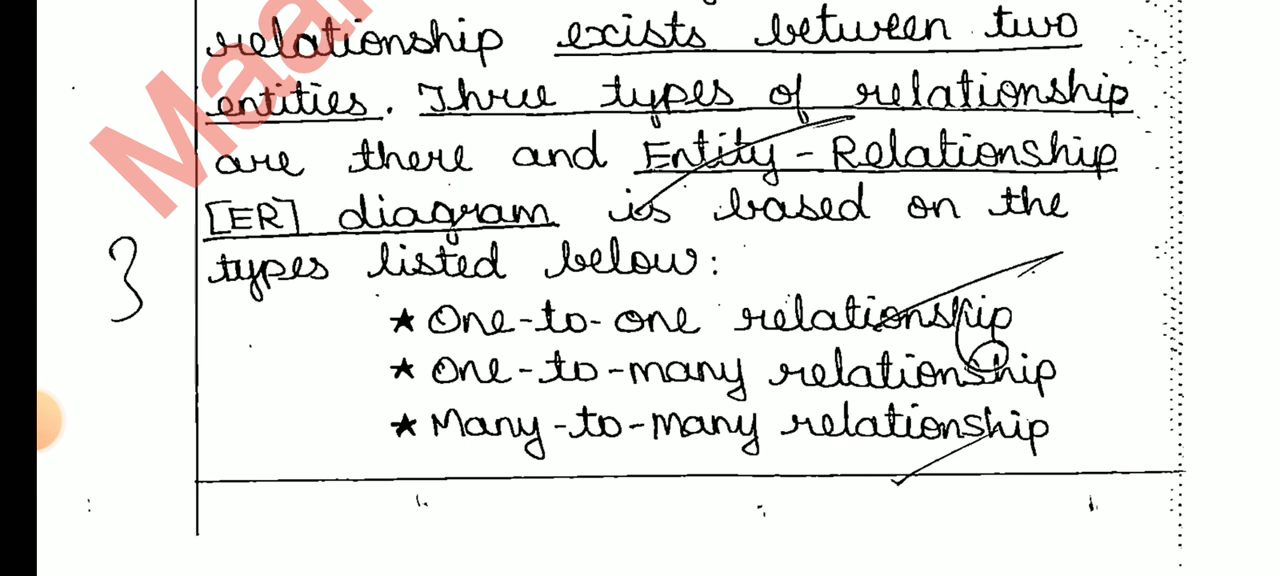 relationship exists between two
entities. Three types of relationship
are there and Entity-Relationship
[ER] diagram is based on the
types listed below:
3
★ One-to-one relationship
★ One-to-many relationship
★ Many-to-many relationship